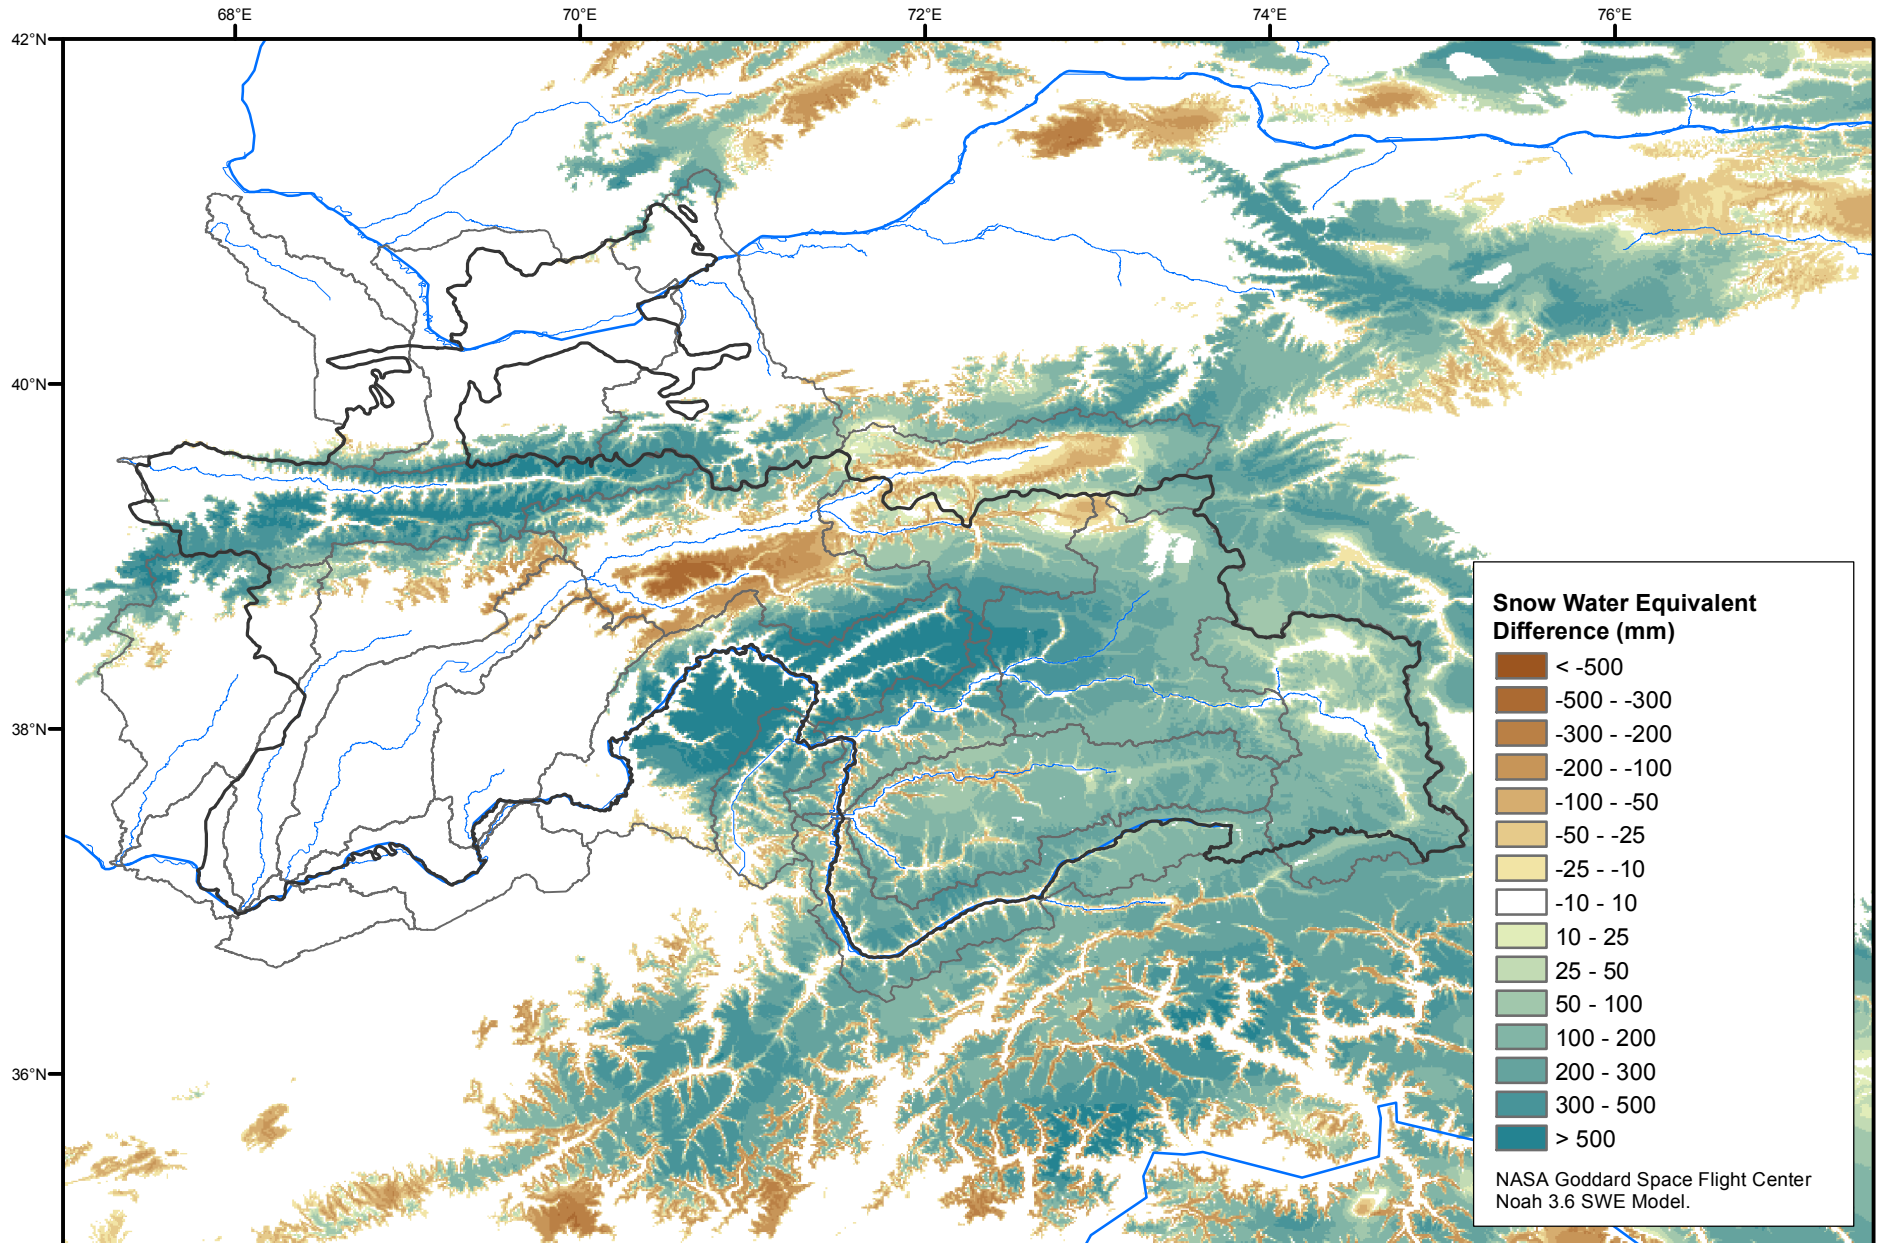 68°E 70°E 72°E 74°E 76°E
42°N
40°N
38°N
36°N
Snow Water Equivalent
Difference (mm)
< -500
-500 - -300
-300 - -200
-200 - -100
-100 - -50
-50 - -25
-25 - -10
-10 - 10
10 - 25
25 - 50
50 - 100
100 - 200
200 - 300
300 - 500
> 500
NASA Goddard Space Flight Center
Noah 3.6 SWE Model.